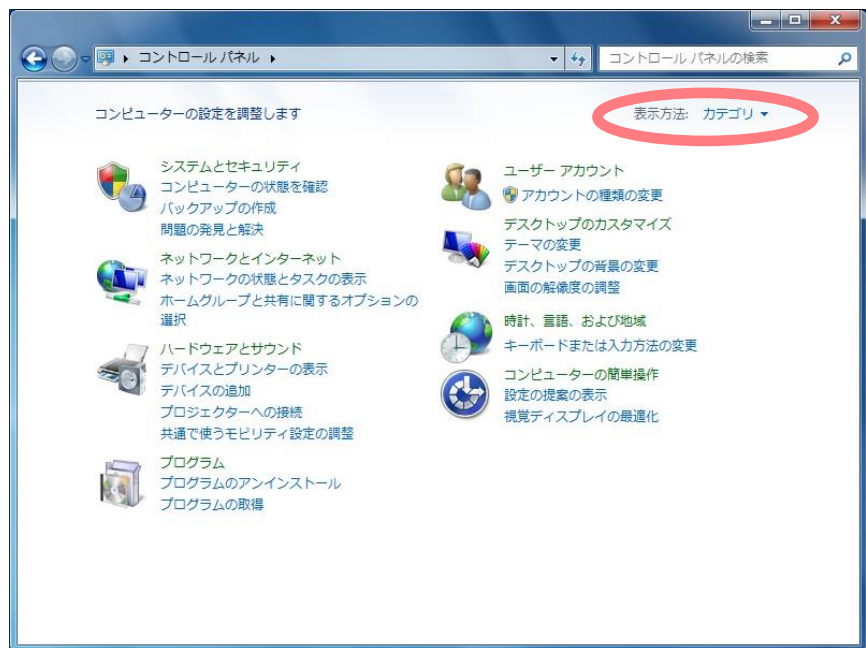 コントロール パネル
コントロール パネルの検索
コンピューターの設定を調整します
表示方法: カテゴリ
システムとセキュリティ
コンピューターの状態を確認
バックアップの作成
問題の発見と解決
ネットワークとインターネット
ネットワークの状態とタスクの表示
ホームグループと共有に関するオプションの
選択
ハードウェアとサウンド
デバイスとプリンターの表示
デバイスの追加
プロジェクターへの接続
共通で使うモビリティ設定の調整
プログラム
プログラムのアンインストール
プログラムの取得
ユーザー アカウント
アカウントの種類の変更
デスクトップのカスタマイズ
テーマの変更
デスクトップの背景の変更
画面の解像度の調整
時計、言語、および地域
キーボードまたは入力方法の変更
コンピューターの簡単操作
設定の提案の表示
視覚ディスプレイの最適化